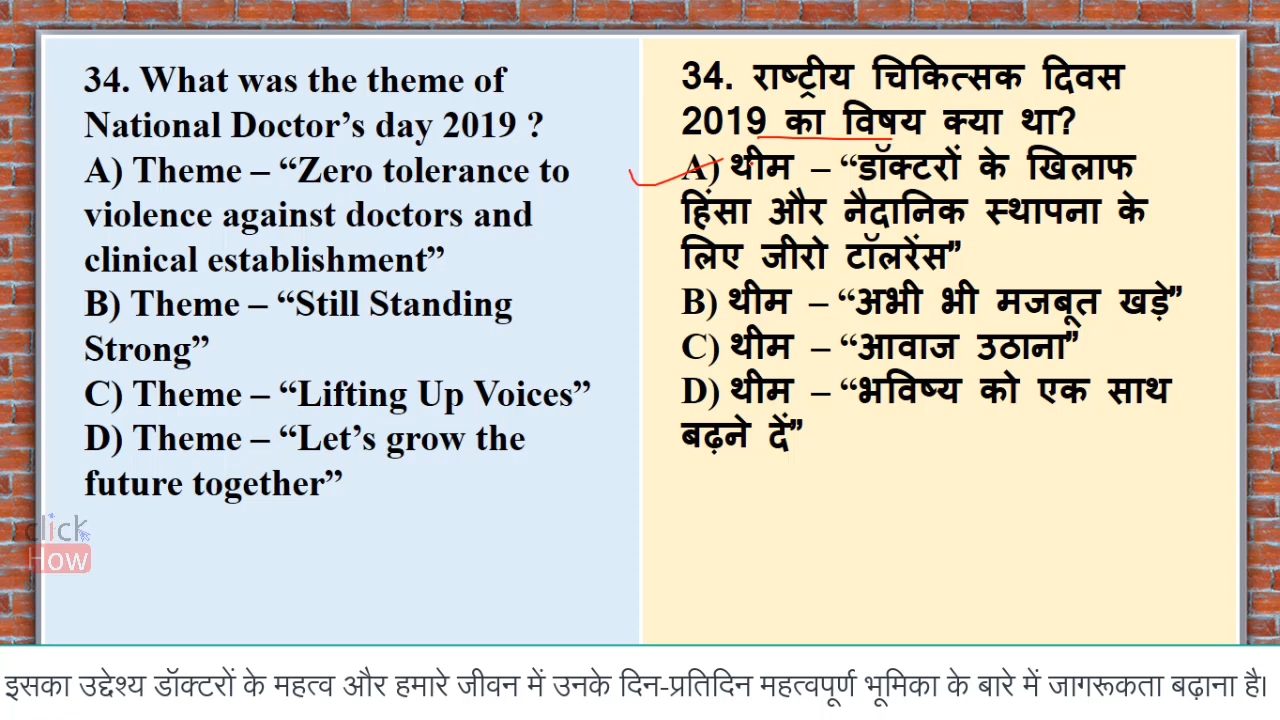 34. What was the theme of
National Doctor’s day 2019 ?
A) Theme – “Zero tolerance to
violence against doctors and
clinical establishment”
B) Theme – “Still Standing
Strong”
C) Theme – “Lifting Up Voices”
D) Theme – “Let’s grow the
future together”
34. राष्ट्रीय चिकित्सक दिवस
2019 का विषय क्या था?
A) थीम – “डॉक्टरों के खिलाफ
हिंसा और नैदानिक स्थापना के
लिए जीरो टॉलरेंस”
B) थीम – “अभी भी मजबूत खड़े”
C) थीम – “आवाज उठाना”
D) थीम – “भविष्य को एक साथ
बढ़ने दें”
click
How
इसका उद्देश्य डॉक्टरों के महत्व और हमारे जीवन में उनके दिन-प्रतिदिन महत्वपूर्ण भूमिका के बारे में जागरूकता बढ़ाना है।